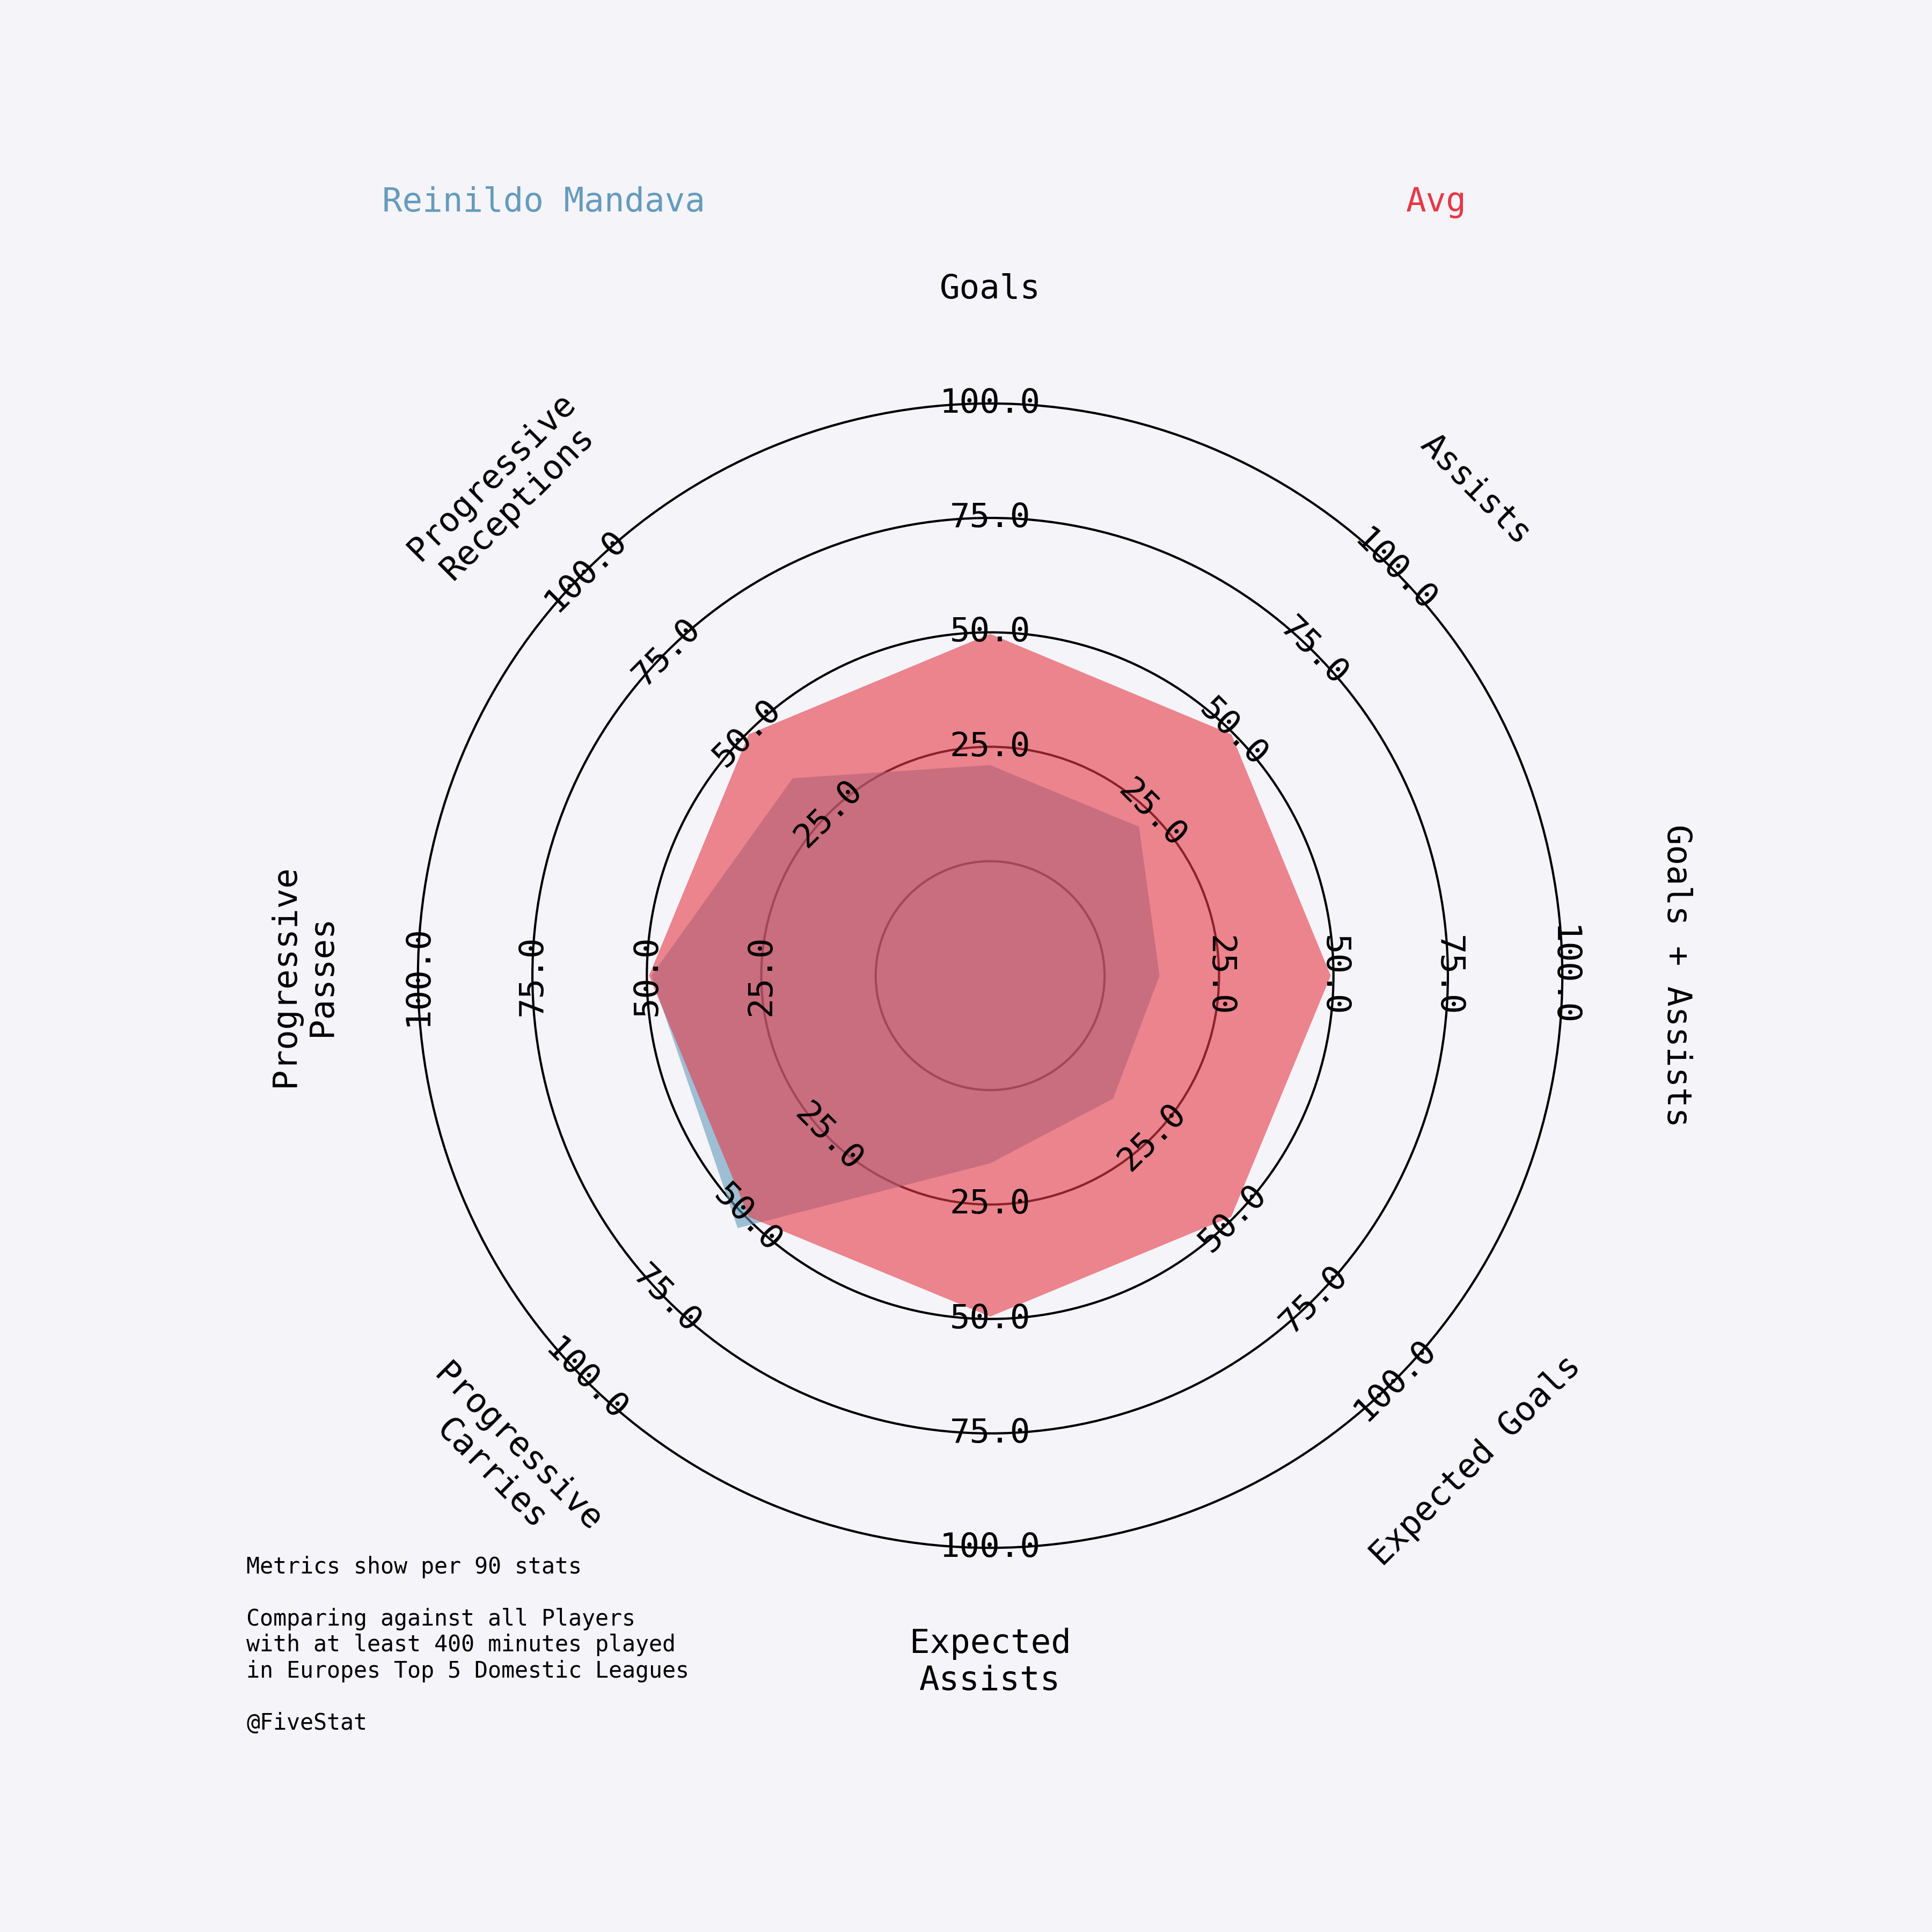 Reinildo Mandava
Avg
Goals
Assists
Goals + Assists
Expected Goals
Expected
Assists
Progressive
Carries
Progressive
Passes
Progressive
Receptions
25.0
50.0
75.0
100.0
25.0
50.0
75.0
100.0
25.0
50.0
75.0
100.0
25.0
50.0
75.0
100.0
25.0
50.0
75.0
100.0
25.0
50.0
75.0
100.0
25.0
50.0
75.0
100.0
25.0
50.0
75.0
100.0
Metrics show per 90 stats
Comparing against all Players
with at least 400 minutes played
in Europes Top 5 Domestic Leagues
@FiveStat